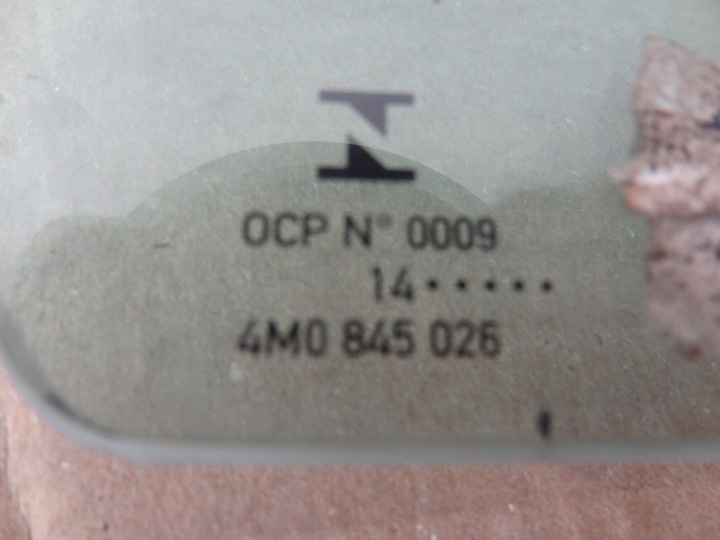 OCP N° 0009
14•••••
4M0 845 026